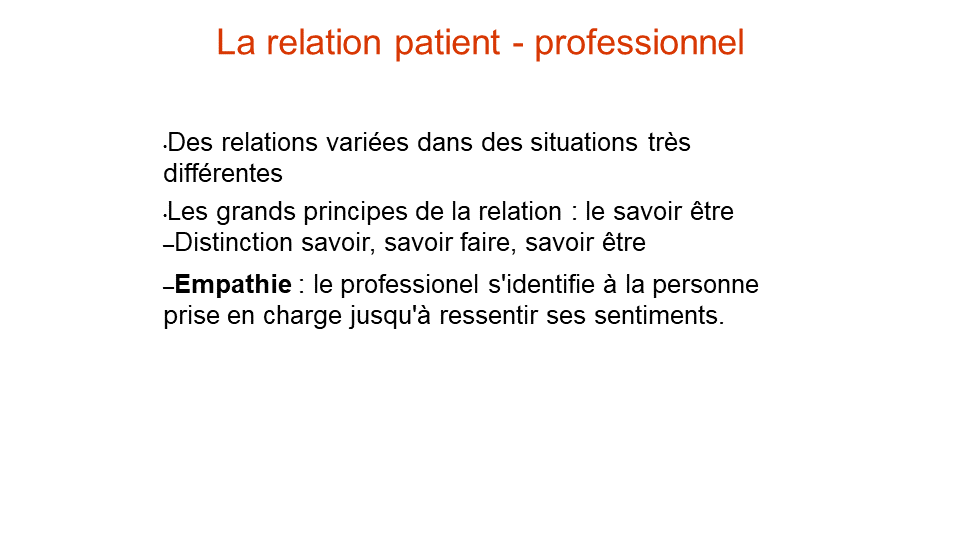 La relation patient - professionnel
•Des relations variées dans des situations très
différentes
•Les grands principes de la relation : le savoir être
–Distinction savoir, savoir faire, savoir être
–Empathie : le professionel s'identifie à la personne
prise en charge jusqu'à ressentir ses sentiments.